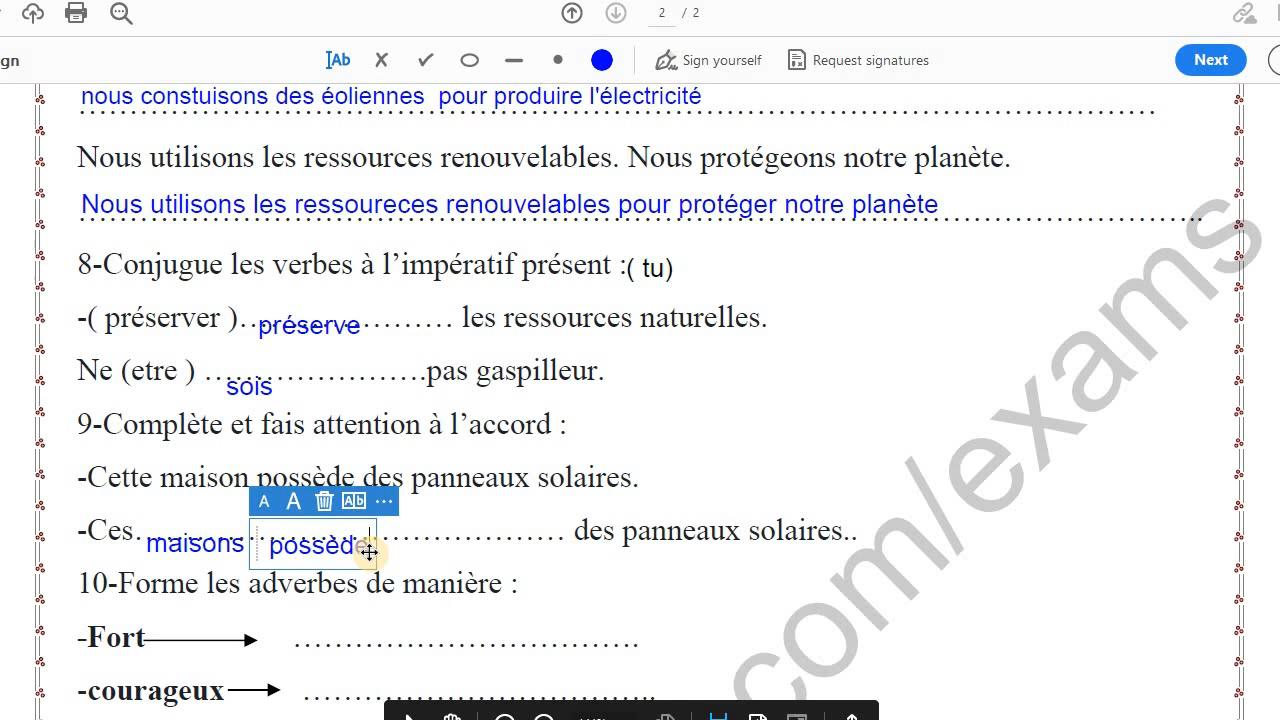 2 / 2
gn
Ab
Sign yourself
Request signatures
Next
nous constuisons des éoliennes pour produire l'électricité
Nous utilisons les ressources renouvelables. Nous protégeons notre planète.
Nous utilisons les ressoureces renouvelables pour protéger notre planète
8-Conjugue les verbes à l’impératif présent :( tu)
-( préserver )…préserve………… les ressources naturelles.
Ne (etre ) …sois……………….pas gaspilleur.
9-Complète et fais attention à l’accord :
-Cette maison possède des panneaux solaires.
A A Ab ...
-Ces…maisons possède………………… des panneaux solaires..
10-Forme les adverbes de manière :
-Fort ………………………………….
-courageux …………………………………..
com/exams